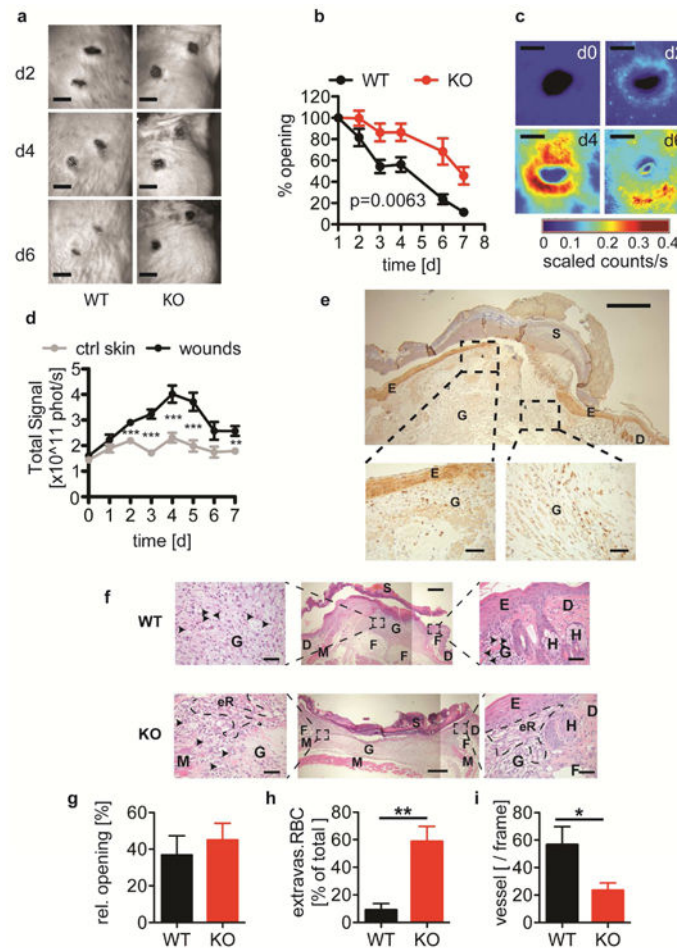 a
d2
d4
d6
WT KO
b
WT KO
% opening
120
100
80
60
40
20
0
p=0.0063
1 2 3 4 5 6 7 8
time [d]
c
d0 d2
d4 d6
0 0.1 0.2 0.3 0.4
scaled counts/s
d
ctrl skin wounds
Total Signal
[x10^11 phot/s]
5
4
3
2
1
0
*** *** *** *** **
0 1 2 3 4 5 6 7
time [d]
e
S
E
G
E
D
E
G
G
f
WT
G
S
G
D
M
F
F
F
D
E
D
H
H
G
KO
eR
M
G
S
F
M
G
D
F
M
M
E
D
eR
H
G
F
g
rel. opening [%]
60
40
20
0
WT KO
h
extravas.RBC
[% of total ]
80
60
40
20
0
**
WT KO
i
vessel [ / frame]
80
60
40
20
0
*
WT KO